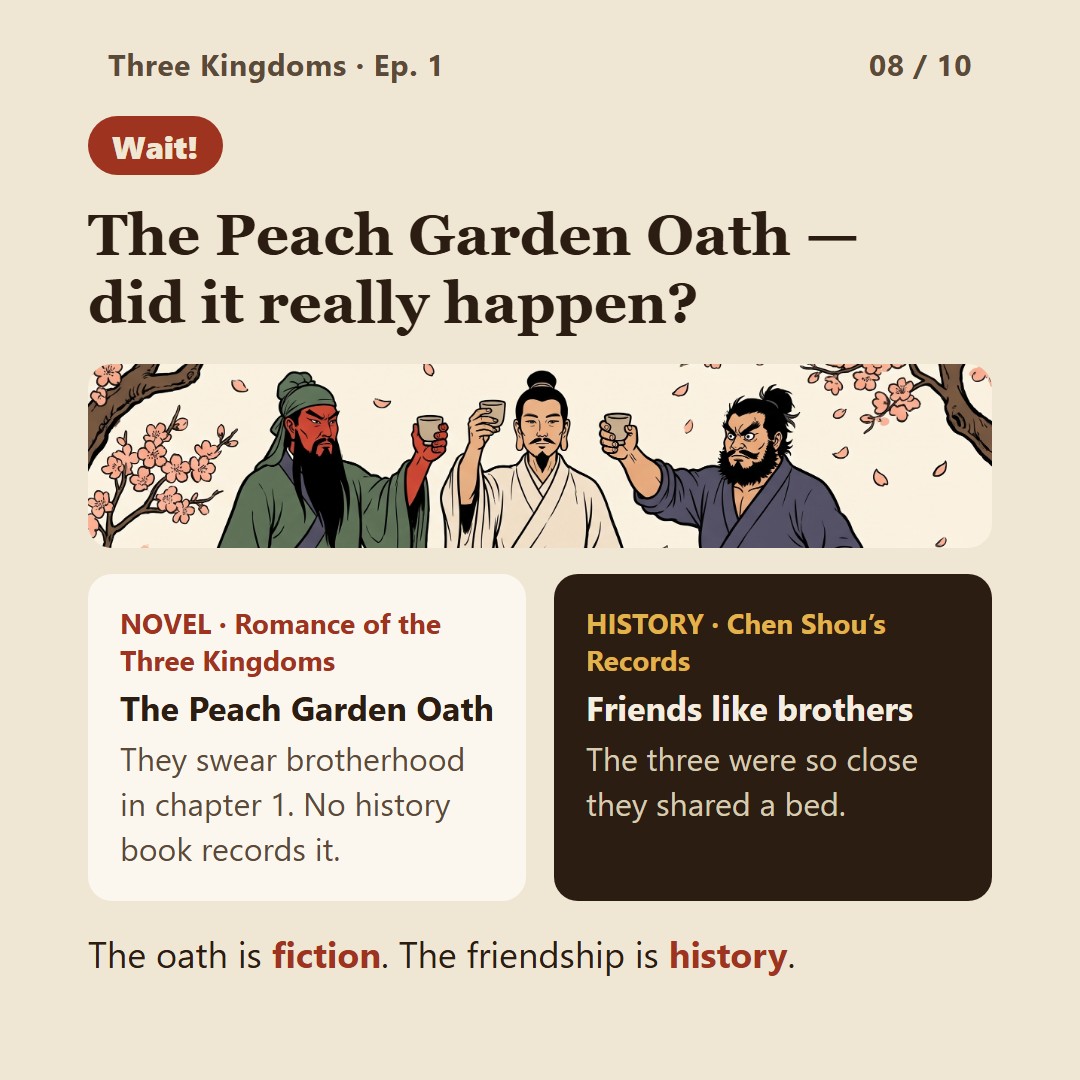 Three Kingdoms · Ep. 1
08 / 10
Wait!
The Peach Garden Oath —
did it really happen?
NOVEL · Romance of the
Three Kingdoms
The Peach Garden Oath
They swear brotherhood
in chapter 1. No history
book records it.
HISTORY · Chen Shou’s
Records
Friends like brothers
The three were so close
they shared a bed.
The oath is fiction. The friendship is history.